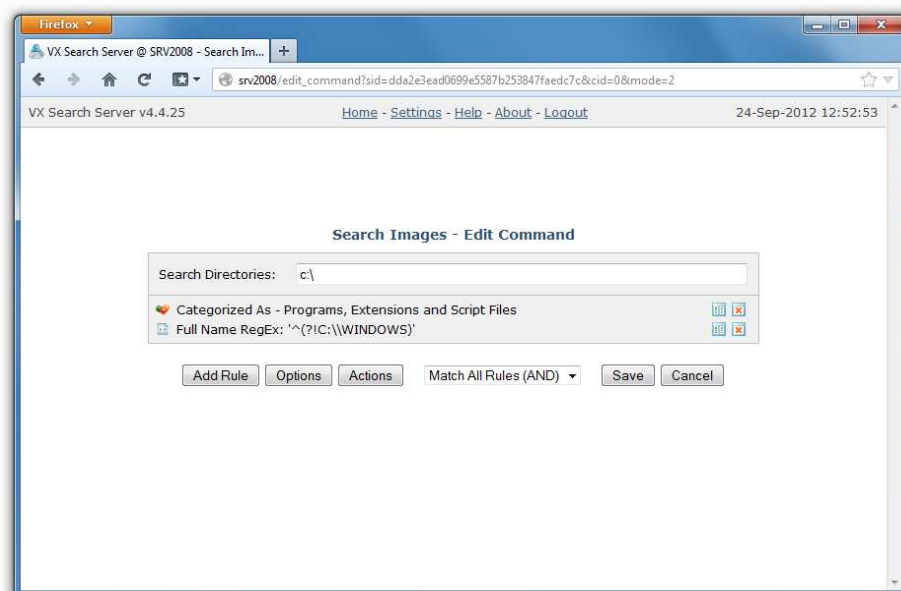 Firefox
VX Search Server @ SRV2008 - Search Im...
srv2008/edit_command?sid=dda2e3ead0699e5587b253847faedc7c&cid=0&mode=2
VX Search Server v4.4.25 Home - Settings - Help - About - Logout 24-Sep-2012 12:52:53
Search Images - Edit Command
Search Directories: c:\
Categorized As - Programs, Extensions and Script Files
Full Name RegEx: '^(?!C:\\WINDOWS)'
Add Rule Options Actions Match All Rules (AND) Save Cancel